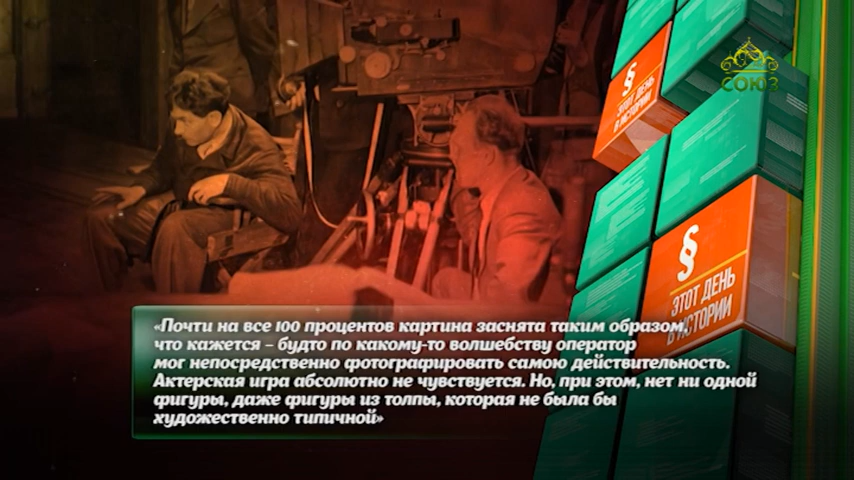 СОЮЗ
§
ЭТОТ ДЕНЬ
В ИСТОРИИ
§
ЭТОТ ДЕНЬ
В ИСТОРИИ
«Почти на все 100 процентов картина заснята таким образом,
что кажется – будто по какому-то волшебству оператор
мог непосредственно фотографировать самою действительность.
Актерская игра абсолютно не чувствуется. Но, при этом, нет ни одной
фигуры, даже фигуры из толпы, которая не была бы
художественно типичной»